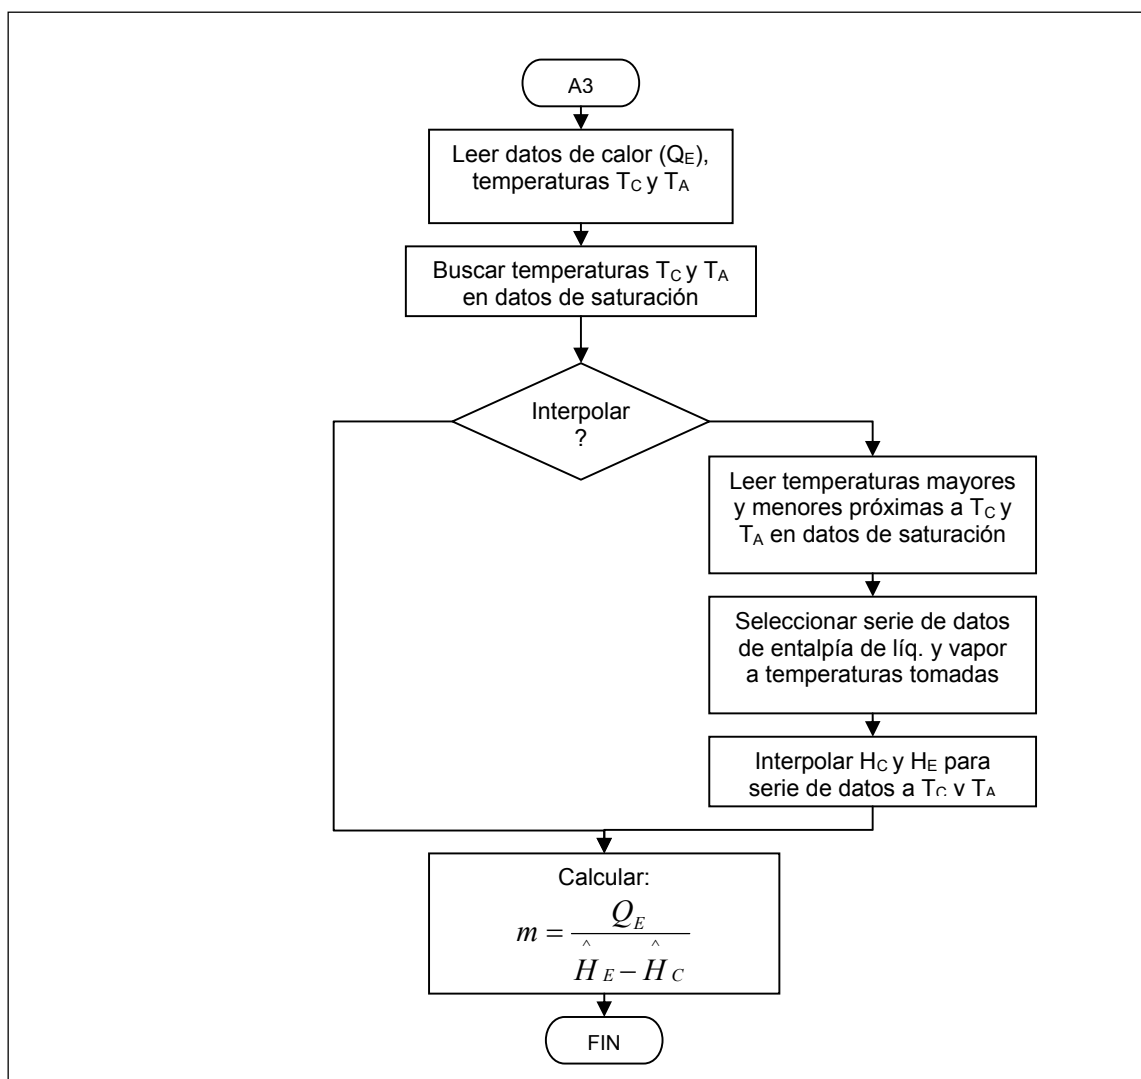 A3
Leer datos de calor (QE),
temperaturas TC y TA
Buscar temperaturas TC y TA
en datos de saturación
Interpolar
?
Leer temperaturas mayores
y menores próximas a TC y
TA en datos de saturación
Seleccionar serie de datos
de entalpía de líq. y vapor
a temperaturas tomadas
Interpolar HC y HE para
serie de datos a TC y TA
Calcular:
m = QE / (ĤE − ĤC)
FIN